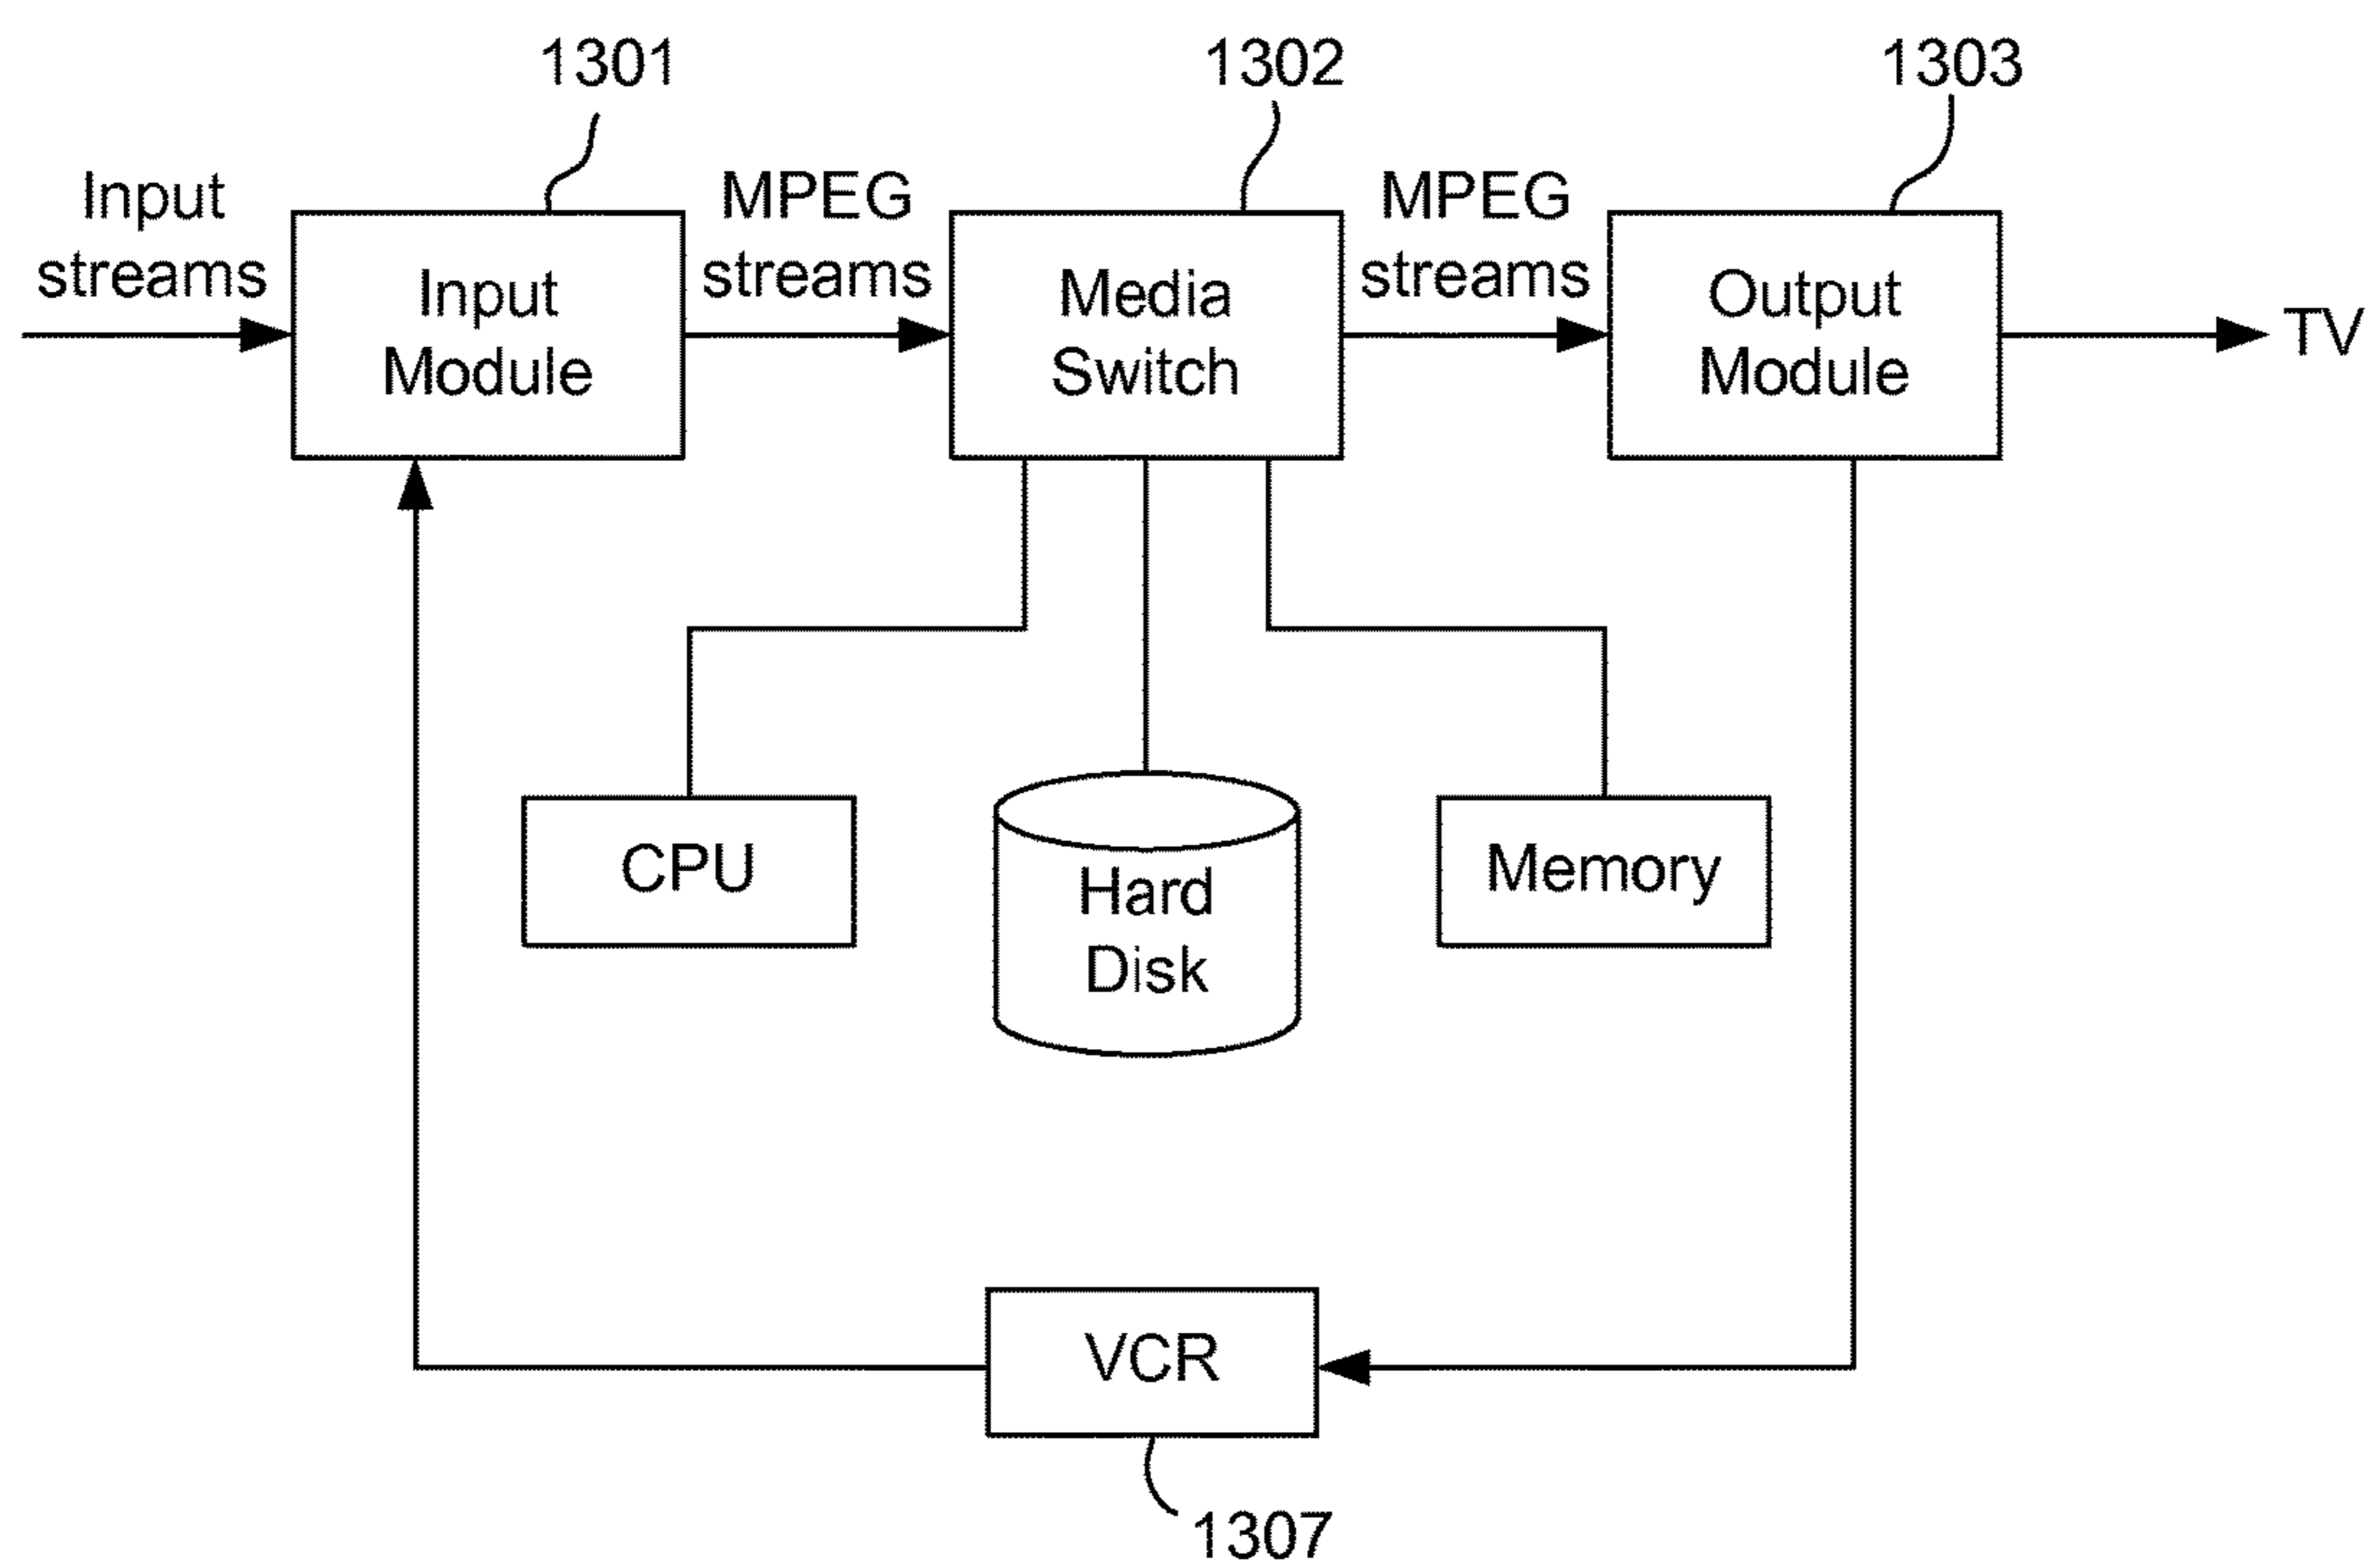 1301
1302
1303
Input
streams
Input
Module
MPEG
streams
Media
Switch
MPEG
streams
Output
Module
TV
CPU
Hard
Disk
Memory
VCR
1307